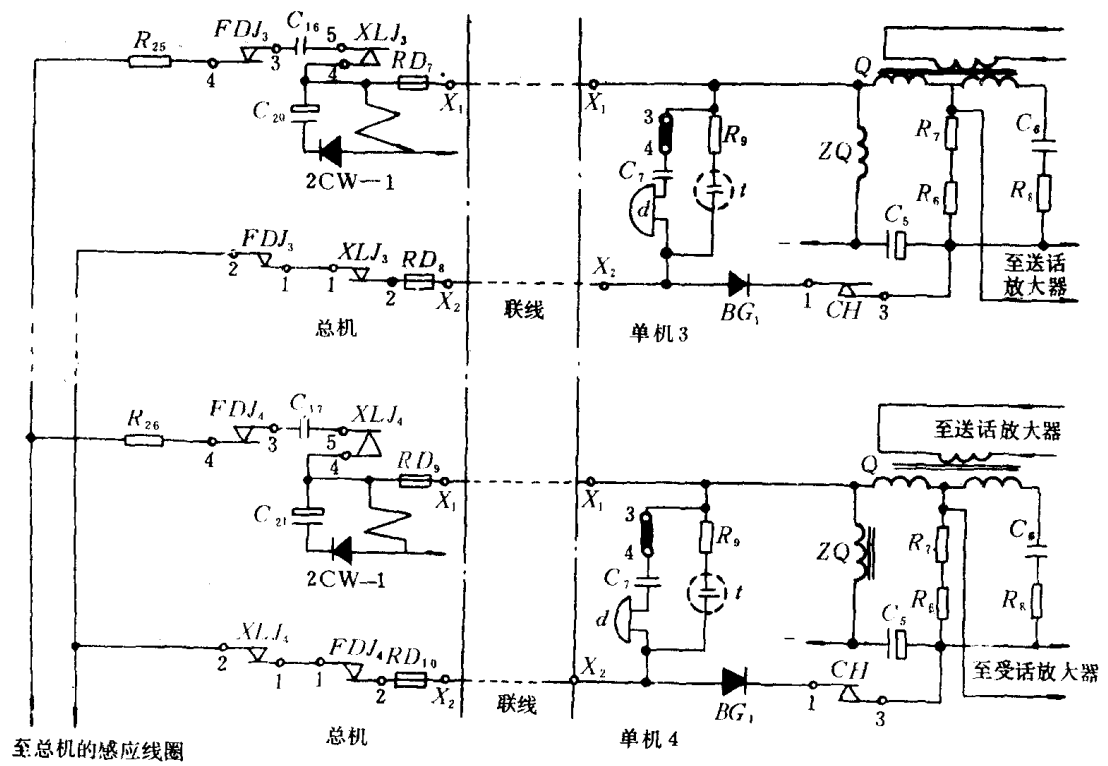 FDJ₃ C₁₆ 5 XLJ₃
R₂₅ 4 3 4 RD₇ X₁ X₁ Q
C₂₀ 3 4 R₉ R₇ C₆
2CW—1 C₇ ZQ
d t R₆ R₈
C₅
FDJ₃ XLJ₃ RD₈ X₂ —
2 1 1 2 X₂ 至送话
放大器
联线 BG₁ 1 CH 3
总机 单机3
FDJ₄ C₁₇ XLJ₄
R₂₆ 4 3 5 至送话放大器
4 RD₉ X₁ X₁ Q
C₂₁ 3 4 R₉ ZQ R₇ C₆
2CW—1 C₇
d t R₆ R₈
C₅
XLJ₄ FDJ₄ RD₁₀ X₂ — CH
2 1 1 2 X₂ 至受话放大器
联线 BG₁ 1 3
总机 单机4
至总机的感应线圈